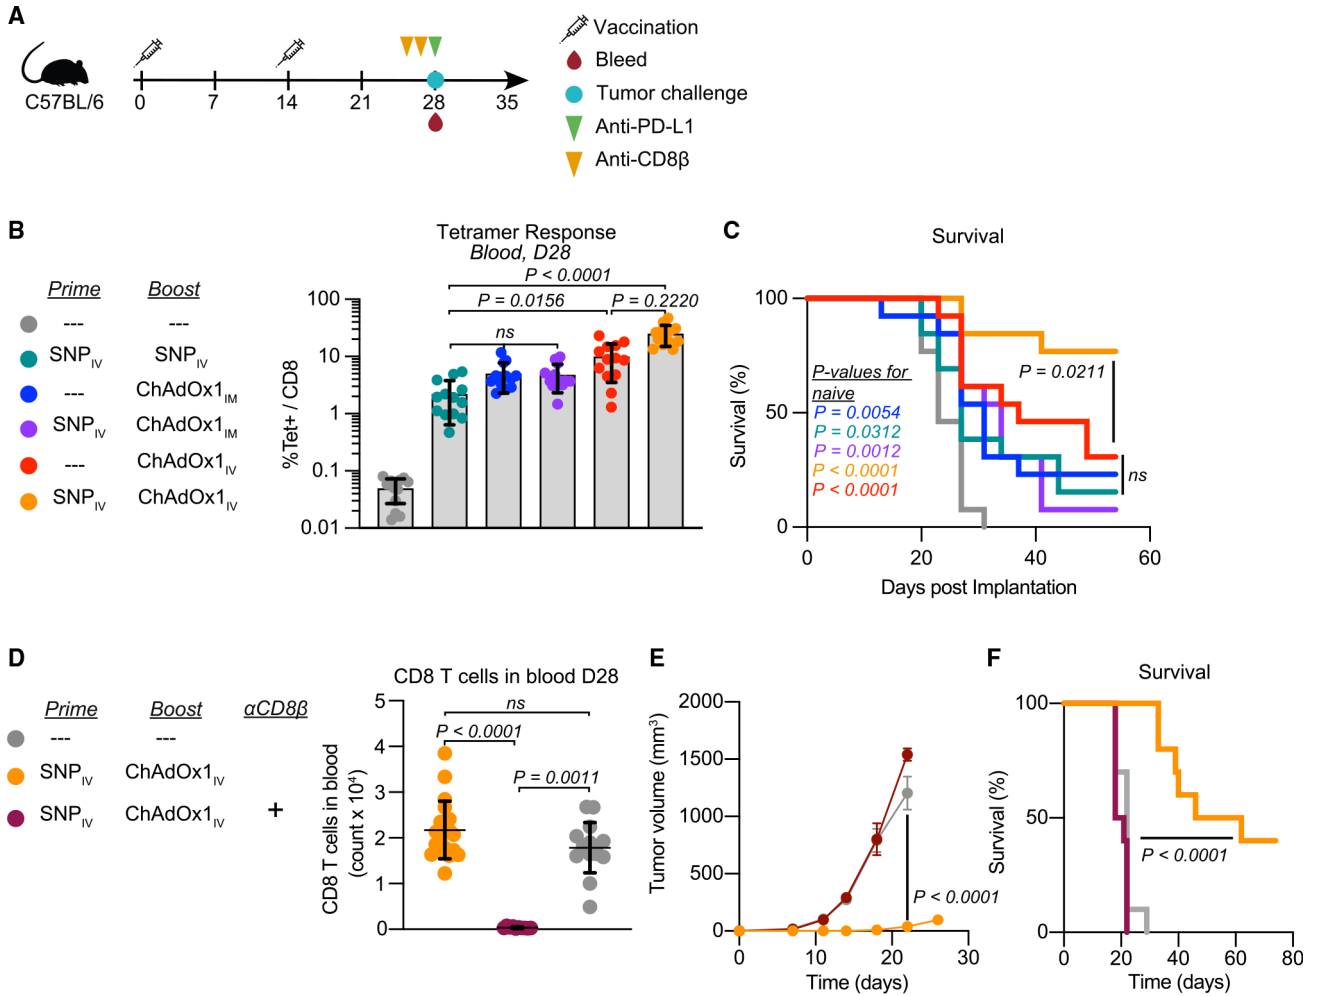 A
C57BL/6
0 7 14 21 28 35
Vaccination
Bleed
Tumor challenge
Anti-PD-L1
Anti-CD8β
B
Prime Boost
--- ---
SNPIV SNPIV
--- ChAdOx1IM
SNPIV ChAdOx1IM
--- ChAdOx1IV
SNPIV ChAdOx1IV
Tetramer Response
Blood, D28
P < 0.0001
P = 0.0156 P = 0.2220
ns
%Tet+ / CD8
100
10
1
0.1
0.01
C
Survival
Survival (%)
100
50
0
P-values for
naive
P = 0.0054
P = 0.0312
P = 0.0012
P < 0.0001
P < 0.0001
P = 0.0211
ns
0 20 40 60
Days post Implantation
D
Prime Boost αCD8β
--- ---
SNPIV ChAdOx1IV
SNPIV ChAdOx1IV +
CD8 T cells in blood D28
CD8 T cells in blood
(count x 10⁴)
5
4
3
2
1
0
ns
P < 0.0001
P = 0.0011
E
Tumor volume (mm³)
2000
1500
1000
500
0
P < 0.0001
0 10 20 30
Time (days)
F
Survival
Survival (%)
100
50
0
P < 0.0001
0 20 40 60 80
Time (days)